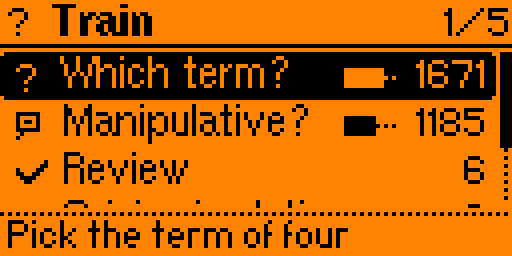 ? Train 1/5
? Which term? 1671
Manipulative? 1185
Review 6
Pick the term of four